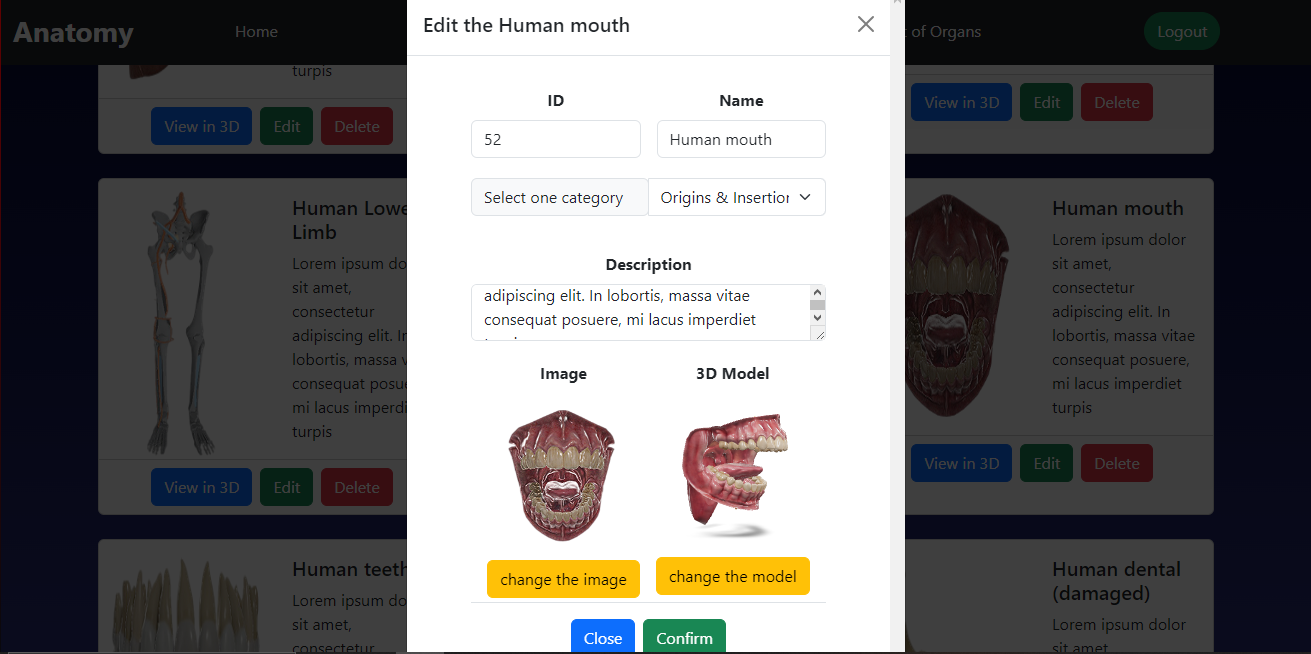 Anatomy
Home
of Organs
Logout
Edit the Human mouth
ID
Name
52
Human mouth
Select one category
Origins & Insertion
Description
adipiscing elit. In lobortis, massa vitae
consequat posuere, mi lacus imperdiet
Image
3D Model
change the image
change the model
Close
Confirm
turpis
View in 3D
Edit
Delete
Human Lowe
Limb
Lorem ipsum do
sit amet,
consectetur
adipiscing elit. In
lobortis, massa v
consequat posue
mi lacus imperdi
turpis
View in 3D
Edit
Delete
Human teeth
Lorem ipsum do
sit amet,
consectetur
View in 3D
Edit
Delete
Human mouth
Lorem ipsum dolor
sit amet,
consectetur
adipiscing elit. In
lobortis, massa vitae
consequat posuere,
mi lacus imperdiet
turpis
View in 3D
Edit
Delete
Human dental
(damaged)
Lorem ipsum dolor
sit amet,